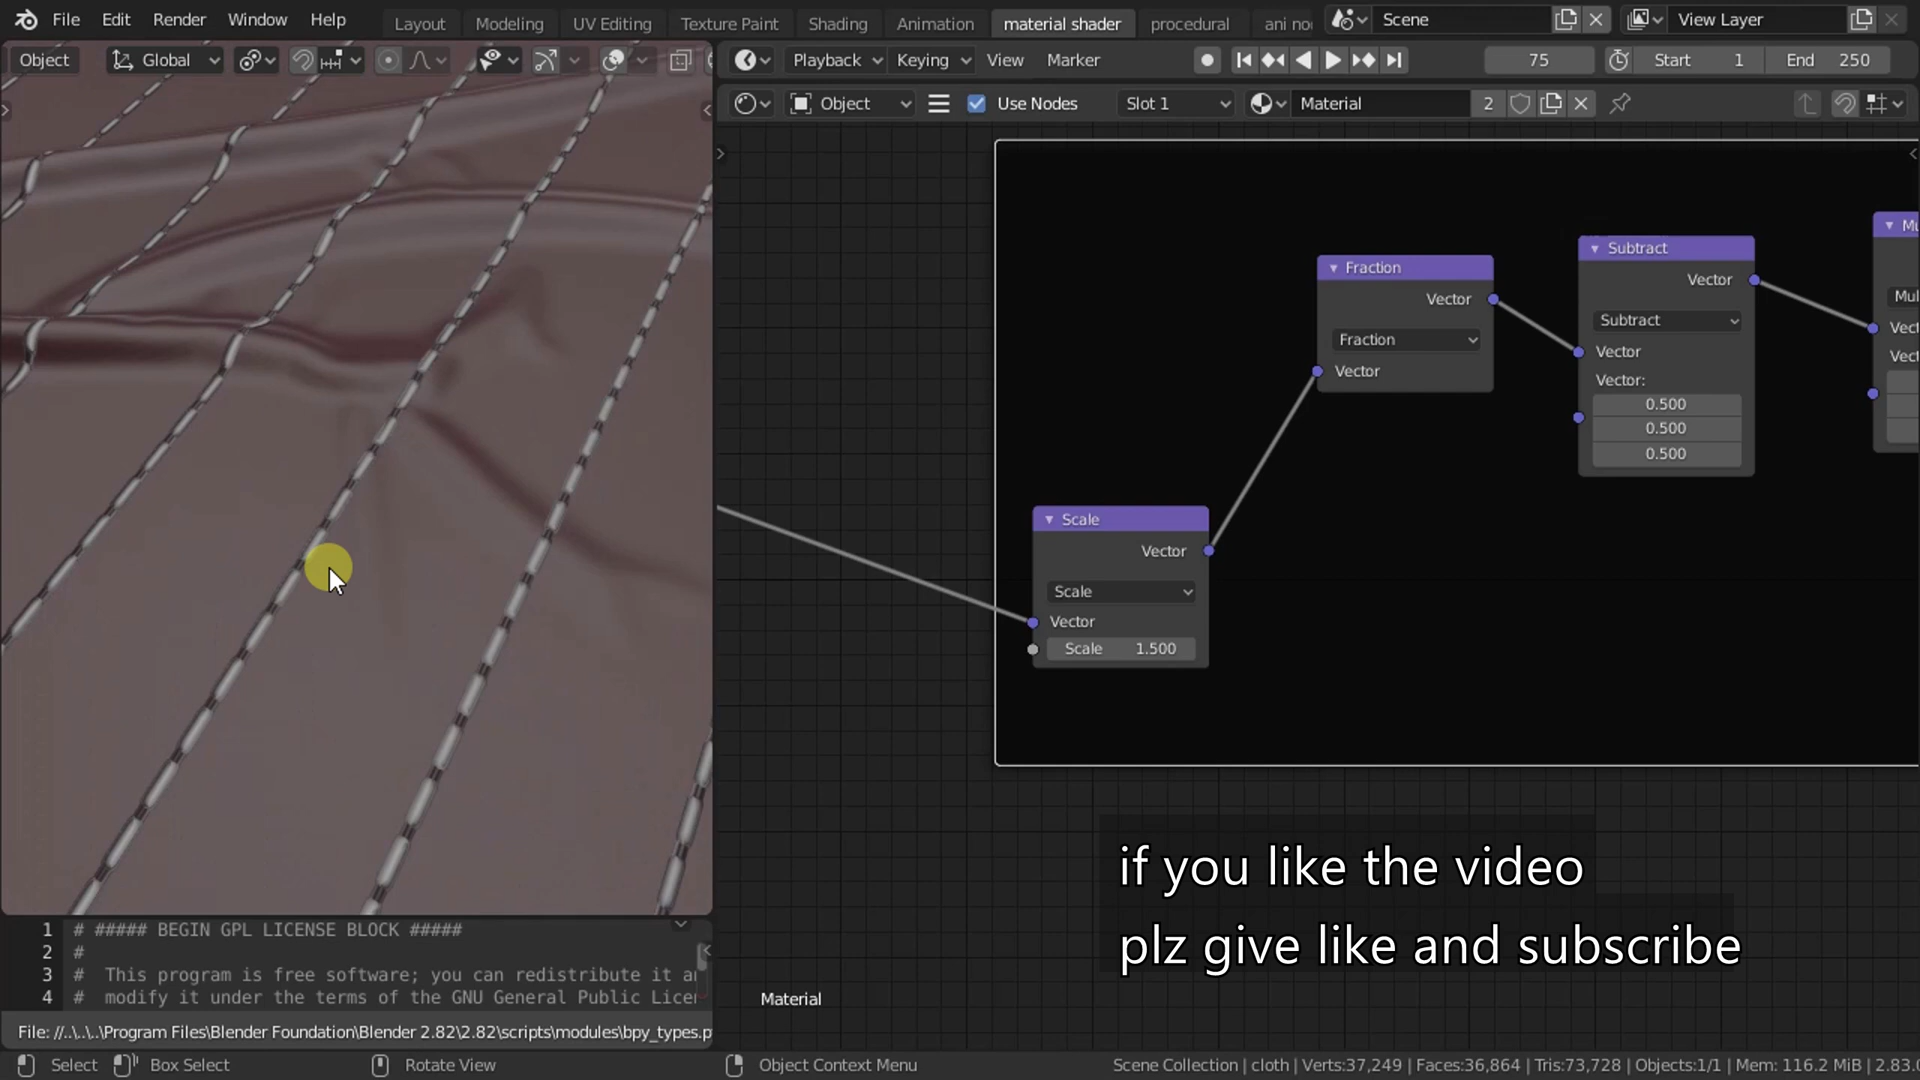 File Edit Render Window Help Layout Modeling UV Editing Texture Paint Shading Animation material shader procedural ani Scene View Layer
Object Global Playback Keying View Marker 75 Start 1 End 250
Object Use Nodes Slot 1 Material 2
Subtract
Vector
Subtract
Vector
Vector:
0.500
0.500
0.500
Fraction
Vector
Fraction
Vector
Scale
Vector
Scale
Vector
Scale 1.500
if you like the video
plz give like and subscribe
Material
1 # ##### BEGIN GPL LICENSE BLOCK #####
2 #
3 # This program is free software; you can redistribute it
4 # modify it under the terms of the GNU General Public
File: //..\..\..\Program Files\Blender Foundation\Blender 2.82\2.82\scripts\modules\bpy_types.p
Select Box Select Rotate View Object Context Menu Scene Collection | cloth | Verts:37,249 | Faces:36,864 | Tris:73,728 | Objects:1/1 | Mem: 116.2 MiB | 2.83.